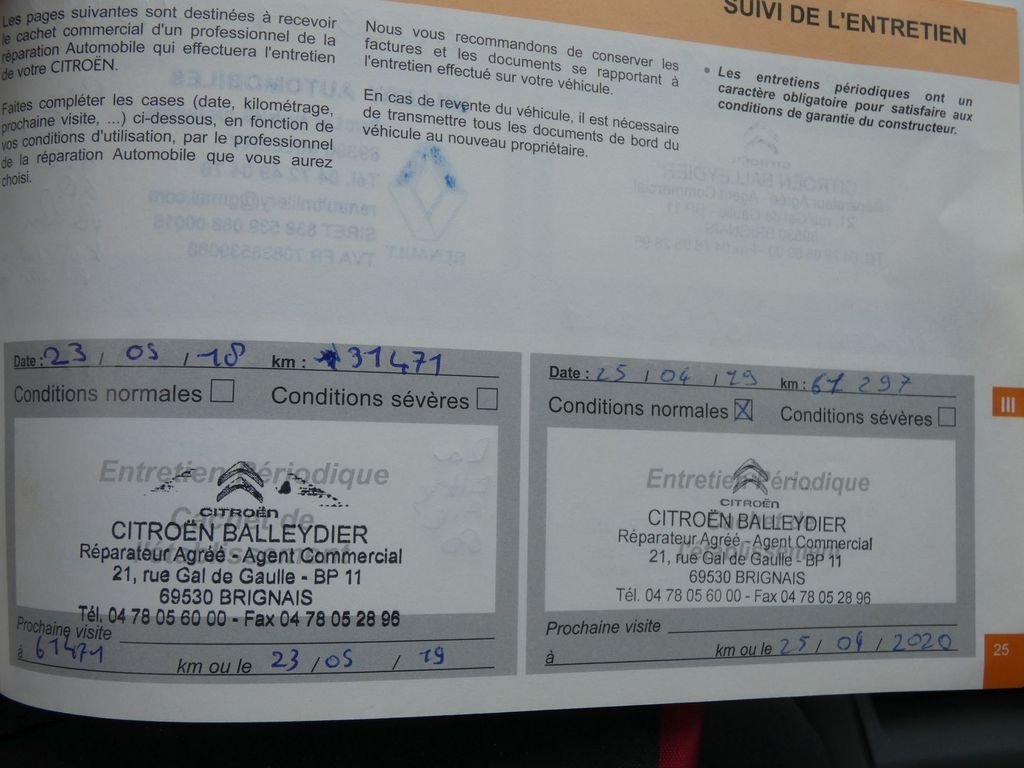 SUIVI DE L'ENTRETIEN
Les pages suivantes sont destinées à recevoir
le cachet commercial d'un professionnel de la
réparation Automobile qui effectuera l'entretien
de votre CITROËN.
Faites compléter les cases (date, kilométrage,
prochaine visite, ...) ci-dessous, en fonction de
vos conditions d'utilisation, par le professionnel
de la réparation Automobile que vous aurez
choisi.
Nous vous recommandons de conserver les
factures et les documents se rapportant à
l'entretien effectué sur votre véhicule.
En cas de revente du véhicule, il est nécessaire
de transmettre tous les documents de bord du
véhicule au nouveau propriétaire.
• Les entretiens périodiques ont un
caractère obligatoire pour satisfaire aux
conditions de garantie du constructeur.
Date : 23 / 05 / 18 km : 31471
Conditions normales Conditions sévères
Entretien Périodique
Cachet de
l'établissement
CITROËN
CITROËN BALLEYDIER
Réparateur Agréé - Agent Commercial
21, rue Gal de Gaulle - BP 11
69530 BRIGNAIS
Tél. 04 78 05 60 00 - Fax 04 78 05 28 96
Prochaine visite
à 61471 km ou le 23 / 05 / 19
Date : 25 / 04 / 19 km : 61 297
Conditions normales X Conditions sévères
Entretien Périodique
Cachet de
l'établissement
CITROËN
CITROËN BALLEYDIER
Réparateur Agréé - Agent Commercial
21, rue Gal de Gaulle - BP 11
69530 BRIGNAIS
Tél. 04 78 05 60 00 - Fax 04 78 05 28 96
Prochaine visite
à km ou le 25 / 04 / 2020
III
25